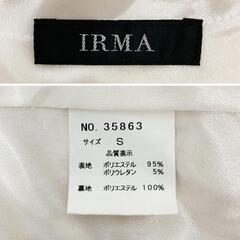 IRMA
NO. 35863
サイズ S
品質表示
表地 ポリエステル 95%
ポリウレタン 5%
裏地 ポリエステル 100%